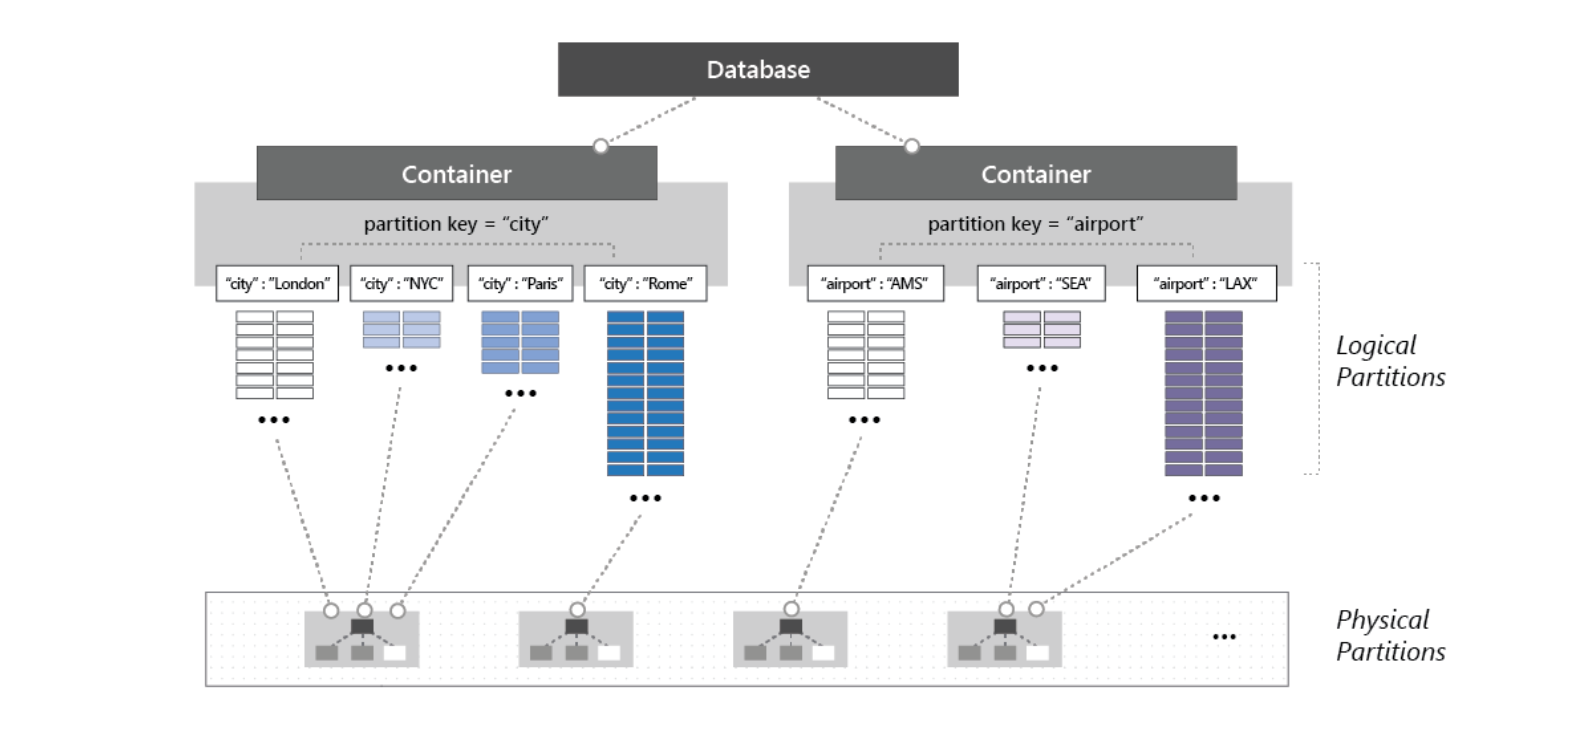 Database
Container
Container
partition key = “city”
partition key = “airport”
“city” : “London”
“city” : “NYC”
“city” : “Paris”
“city” : “Rome”
“airport” : “AMS”
“airport” : “SEA”
“airport” : “LAX”
•••
•••
•••
•••
•••
•••
•••
Logical
Partitions
•••
Physical
Partitions